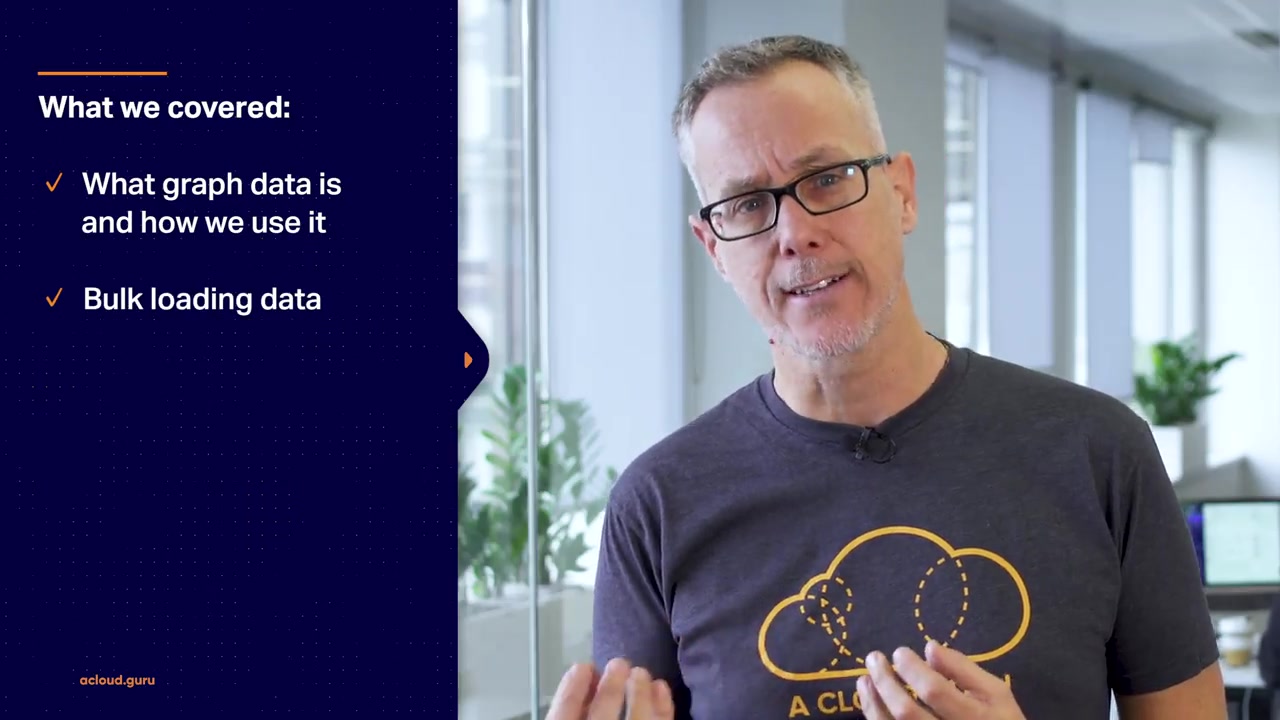 What we covered:
✓ What graph data is
and how we use it
✓ Bulk loading data
acloud.guru
A CLO